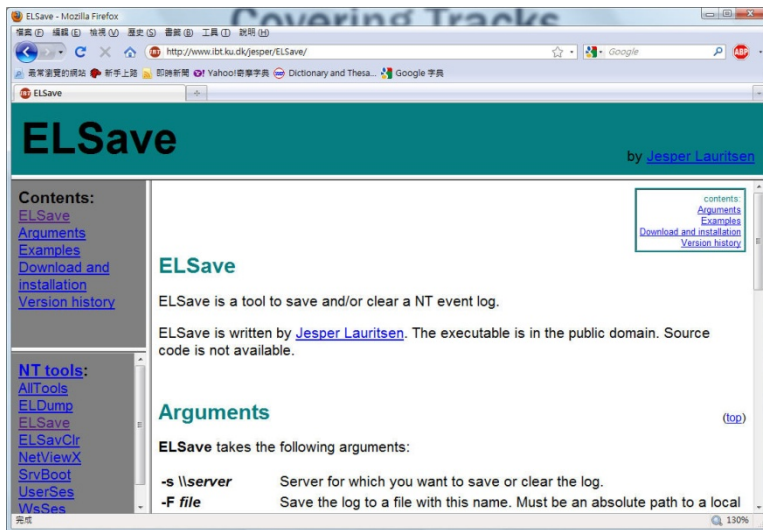 Covering Tracks
ELSave - Mozilla Firefox
檔案(F) 編輯(E) 檢視(V) 歷史(S) 書籤(B) 工具(T) 說明(H)
http://www.ibt.ku.dk/jesper/ELSave/
Google
ABP
最常瀏覽的網站 新手上路 即時新聞 Yahoo!奇摩字典 Dictionary and Thesa... Google 字典
ELSave
ELSave
by Jesper Lauritsen
Contents:
ELSave
Arguments
Examples
Download and
installation
Version history
NT tools:
AllTools
ELDump
ELSave
ELSavClr
NetViewX
SrvBoot
UserSes
WsSes
contents:
Arguments
Examples
Download and installation
Version history
ELSave
ELSave is a tool to save and/or clear a NT event log.
ELSave is written by Jesper Lauritsen. The executable is in the public domain. Source
code is not available.
Arguments
(top)
ELSave takes the following arguments:
-s \\server Server for which you want to save or clear the log.
-F file Save the log to a file with this name. Must be an absolute path to a local
完成
130%